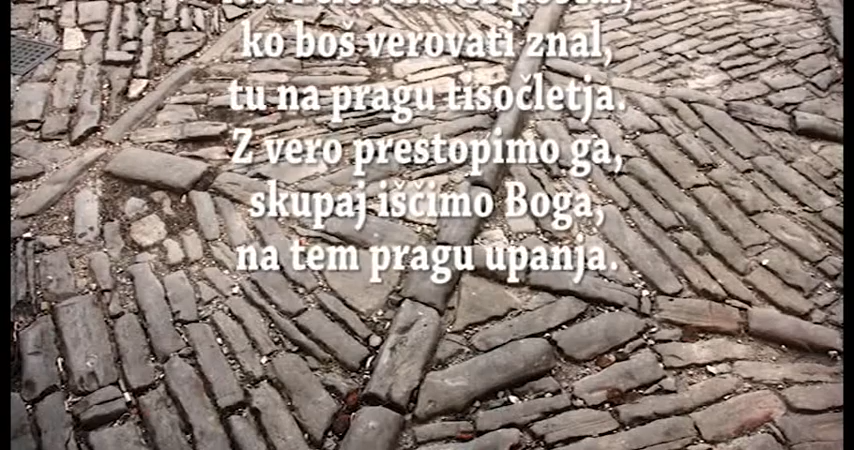 ko boš verovati znal,
tu na pragu tisočletja.
Z vero prestopimo ga,
skupaj iščimo Boga,
na tem pragu upanja.